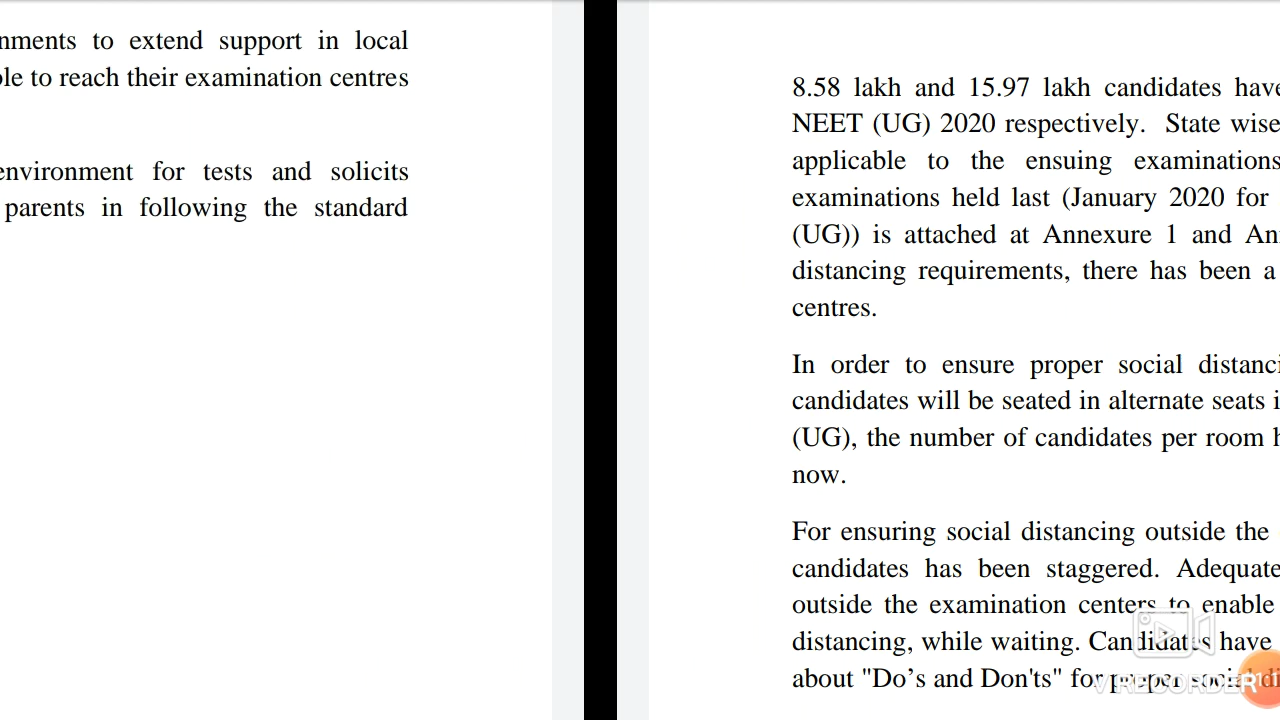 nments to extend support in local
ble to reach their examination centres
environment for tests and solicits
parents in following the standard
8.58 lakh and 15.97 lakh candidates have
NEET (UG) 2020 respectively. State wise
applicable to the ensuing examinations
examinations held last (January 2020 for
(UG)) is attached at Annexure 1 and An
distancing requirements, there has been a
centres.
In order to ensure proper social distanci
candidates will be seated in alternate seats i
(UG), the number of candidates per room h
now.
For ensuring social distancing outside the
candidates has been staggered. Adequate
outside the examination centers to enable
distancing, while waiting. Candidates have
about "Do’s and Don'ts" for proper social di
VRECORDER